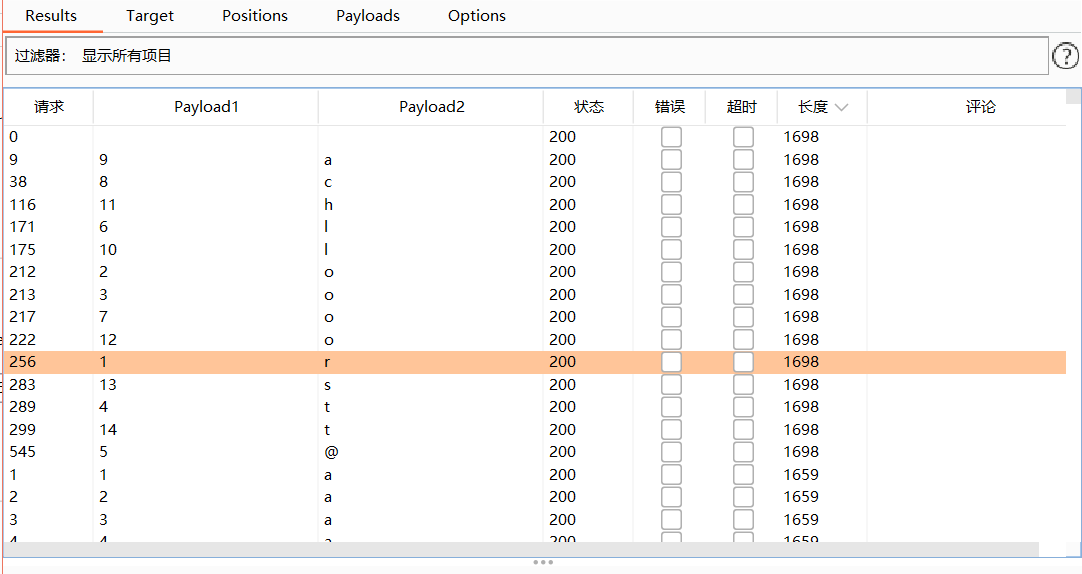 Results Target Positions Payloads Options
过滤器： 显示所有项目 ?
请求 Payload1 Payload2 状态 错误 超时 长度 评论
0 200 1698
9 9 a 200 1698
38 8 c 200 1698
116 11 h 200 1698
171 6 l 200 1698
175 10 l 200 1698
212 2 o 200 1698
213 3 o 200 1698
217 7 o 200 1698
222 12 o 200 1698
256 1 r 200 1698
283 13 s 200 1698
289 4 t 200 1698
299 14 t 200 1698
545 5 @ 200 1698
1 1 a 200 1659
2 2 a 200 1659
3 3 a 200 1659
4 4 a 200 1659